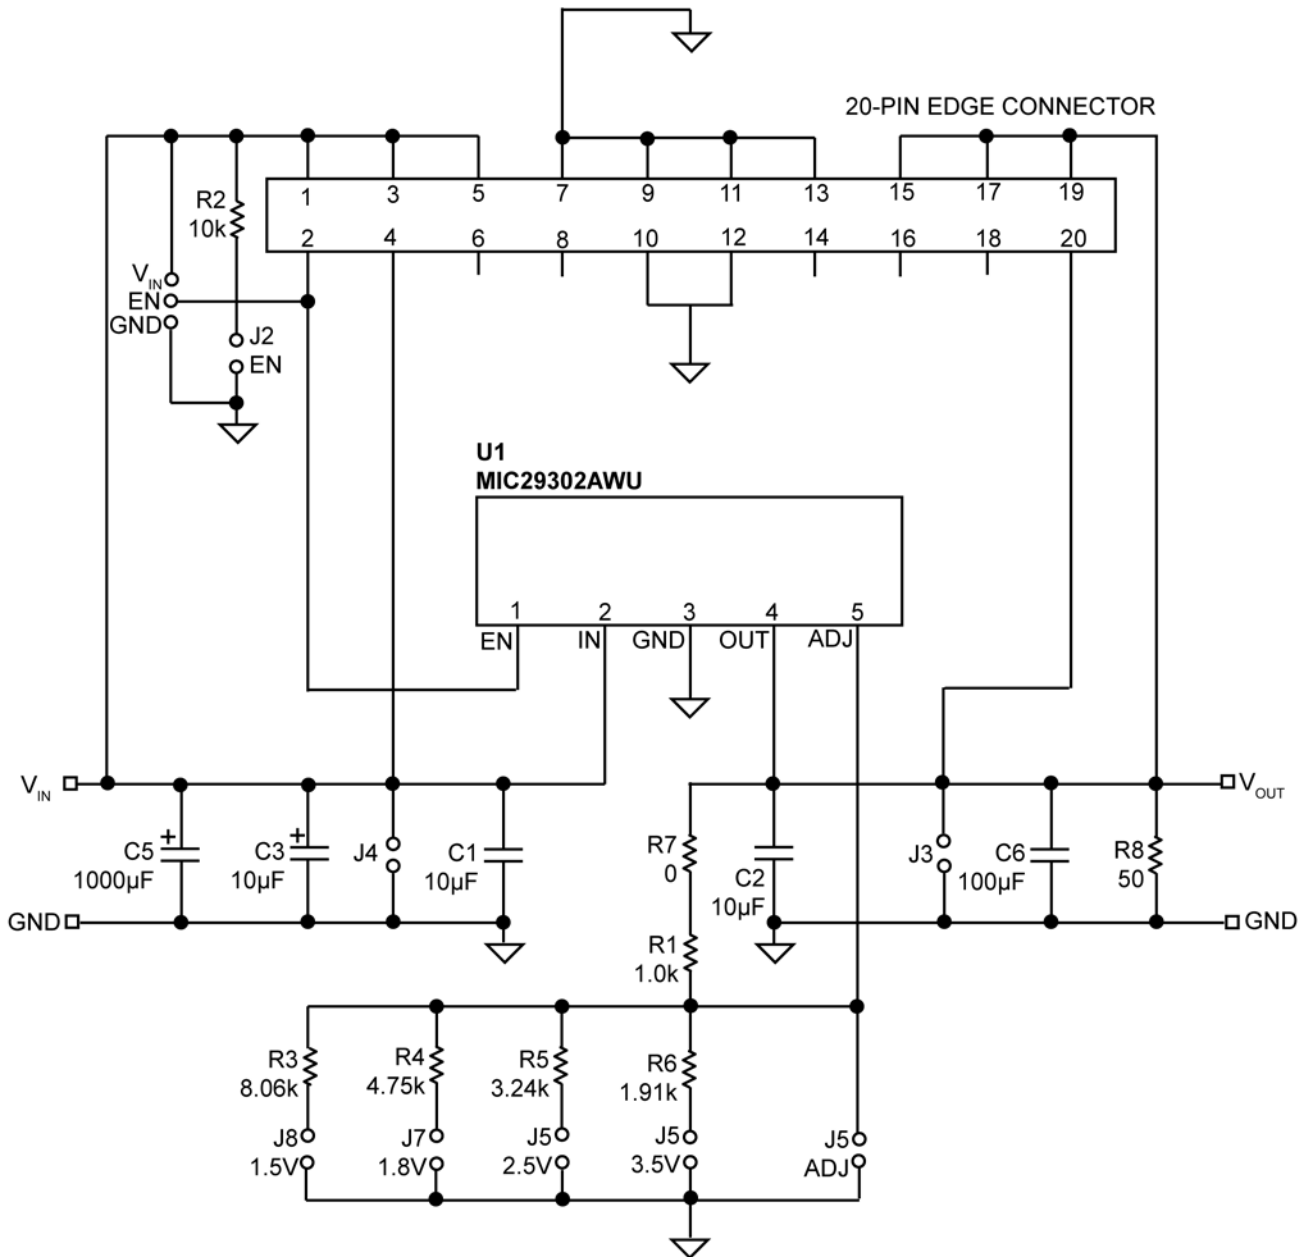 20-PIN EDGE CONNECTOR
1 3 5 7 9 11 13 15 17 19
2 4 6 8 10 12 14 16 18 20
R2
10k
VIN
EN
GND
J2
EN
U1
MIC29302AWU
1 2 3 4 5
EN IN GND OUT ADJ
VIN
VOUT
+
C5
1000µF
+
C3
10µF
J4
C1
10µF
R7
0
C2
10µF
J3
C6
100µF
R8
50
GND
GND
R1
1.0k
R3
8.06k
R4
4.75k
R5
3.24k
R6
1.91k
J8
1.5V
J7
1.8V
J5
2.5V
J5
3.5V
J5
ADJ